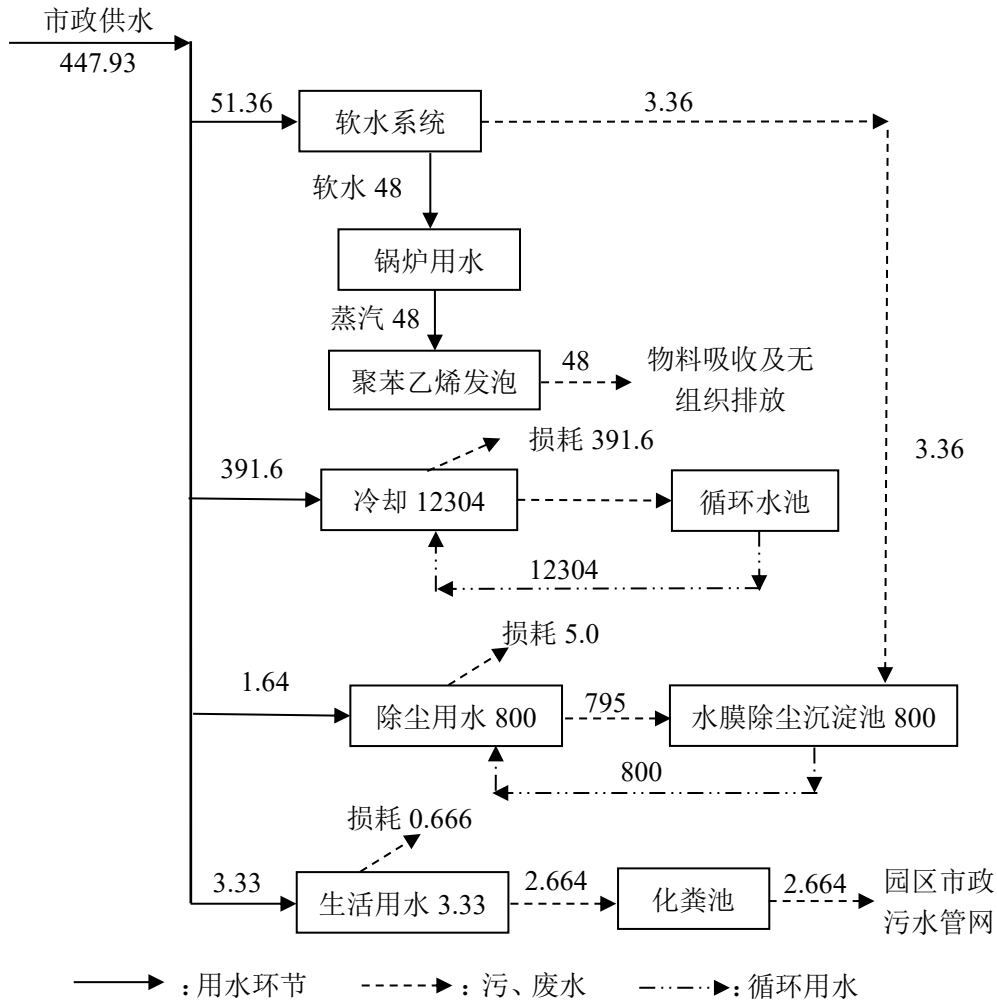 市政供水
447.93
51.36
软水系统
3.36
软水 48
锅炉用水
蒸汽 48
聚苯乙烯发泡
48
物料吸收及无
组织排放
3.36
损耗 391.6
391.6
冷却 12304
循环水池
12304
损耗 5.0
1.64
除尘用水 800
795
水膜除尘沉淀池 800
800
损耗 0.666
3.33
生活用水 3.33
2.664
化粪池
2.664
园区市政
污水管网
：用水环节
：污、废水
：循环用水